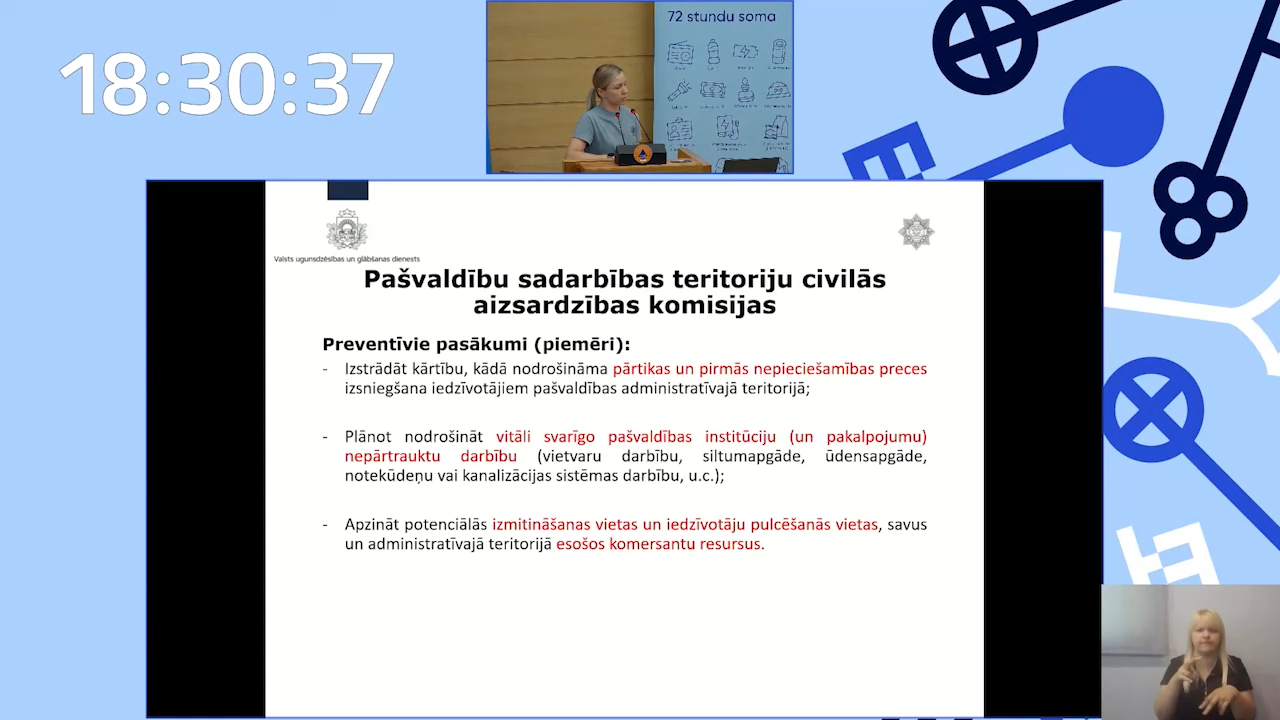 18:30:37
72 stundu soma
Valsts ugunsdzēsības un glābšanas dienests
Pašvaldību sadarbības teritoriju civilās
aizsardzības komisijas
Preventīvie pasākumi (piemēri):
- Izstrādāt kārtību, kādā nodrošināma pārtikas un pirmās nepieciešamības preces
izsniegšana iedzīvotājiem pašvaldības administratīvajā teritorijā;
- Plānot nodrošināt vitāli svarīgo pašvaldības institūciju (un pakalpojumu)
nepārtrauktu darbību (vietvaru darbību, siltumapgāde, ūdensapgāde,
notekūdeņu vai kanalizācijas sistēmas darbību, u.c.);
- Apzināt potenciālās izmitināšanas vietas un iedzīvotāju pulcēšanās vietas, savus
un administratīvajā teritorijā esošos komersantu resursus.